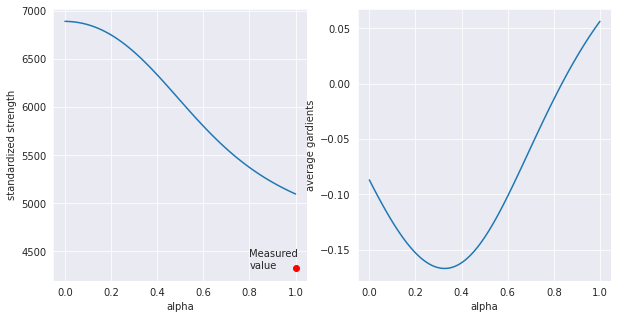 7000
6500
6000
5500
5000
4500
standardized strength
Measured
value
0.0 0.2 0.4 0.6 0.8 1.0
alpha
0.05
0.00
−0.05
−0.10
−0.15
average gardients
0.0 0.2 0.4 0.6 0.8 1.0
alpha